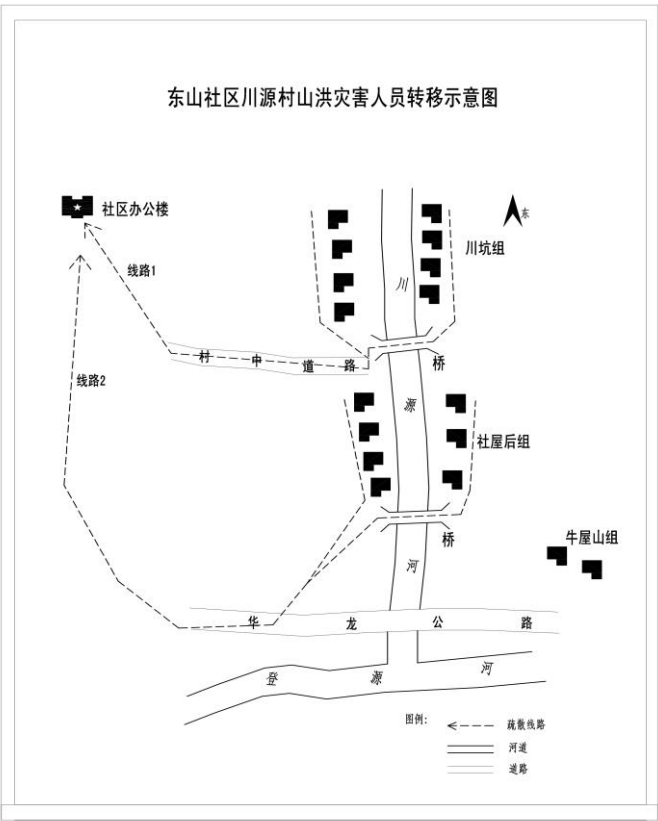 东山社区川源村山洪灾害人员转移示意图
社区办公楼
东
川坑组
线路1
川
村中道路
桥
线路2
源
社屋后组
桥
牛屋山组
河
华龙公路
登源河
图例:
疏散线路
河道
道路